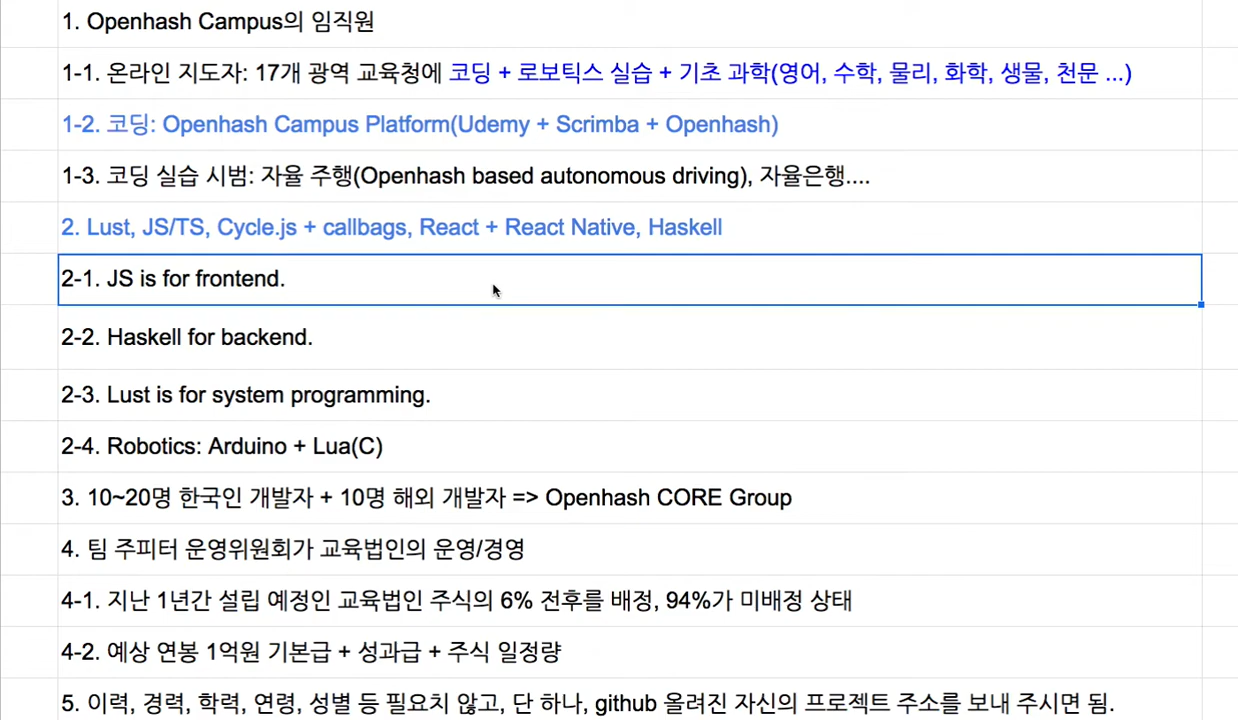 1. Openhash Campus의 임직원
1-1. 온라인 지도자: 17개 광역 교육청에 코딩 + 로보틱스 실습 + 기초 과학(영어, 수학, 물리, 화학, 생물, 천문 ...)
1-2. 코딩: Openhash Campus Platform(Udemy + Scrimba + Openhash)
1-3. 코딩 실습 시범: 자율 주행(Openhash based autonomous driving), 자율은행....
2. Lust, JS/TS, Cycle.js + callbags, React + React Native, Haskell
2-1. JS is for frontend.
2-2. Haskell for backend.
2-3. Lust is for system programming.
2-4. Robotics: Arduino + Lua(C)
3. 10~20명 한국인 개발자 + 10명 해외 개발자 => Openhash CORE Group
4. 팀 주피터 운영위원회가 교육법인의 운영/경영
4-1. 지난 1년간 설립 예정인 교육법인 주식의 6% 전후를 배정, 94%가 미배정 상태
4-2. 예상 연봉 1억원 기본급 + 성과급 + 주식 일정량
5. 이력, 경력, 학력, 연령, 성별 등 필요치 않고, 단 하나, github 올려진 자신의 프로젝트 주소를 보내 주시면 됨.